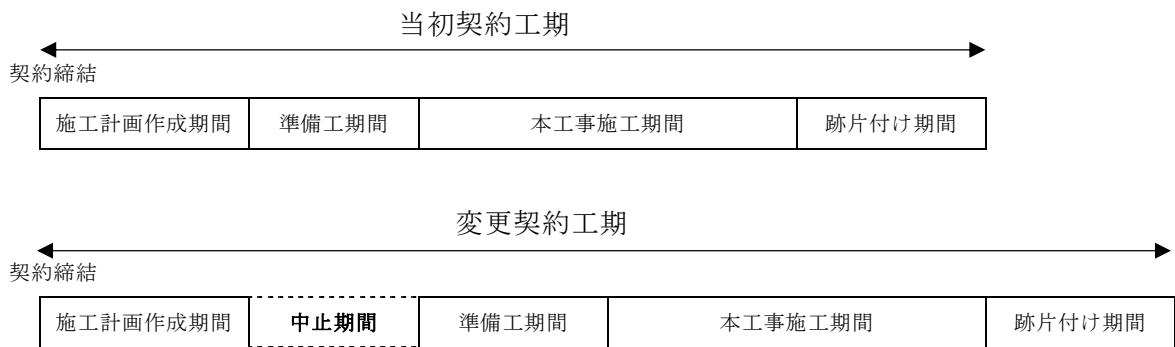 当初契約工期
契約締結
施工計画作成期間 準備工期間 本工事施工期間 跡片付け期間
変更契約工期
契約締結
施工計画作成期間 中止期間 準備工期間 本工事施工期間 跡片付け期間